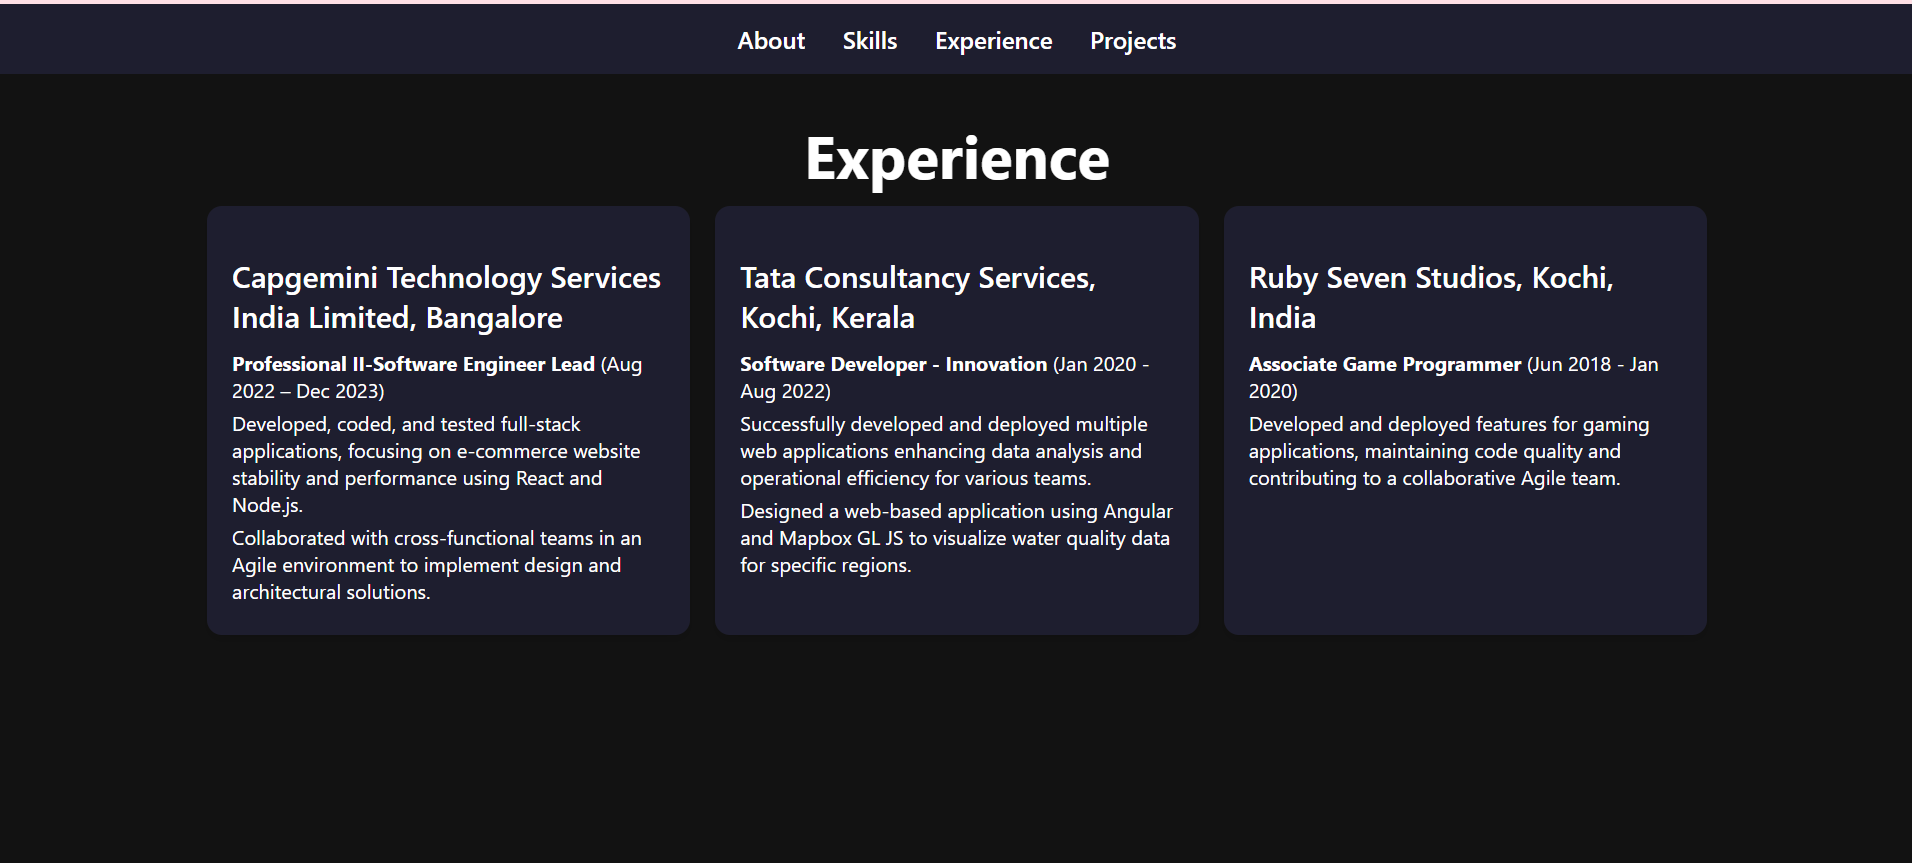 About Skills Experience Projects
Experience
Capgemini Technology Services
India Limited, Bangalore
Professional II-Software Engineer Lead (Aug
2022 – Dec 2023)
Developed, coded, and tested full-stack
applications, focusing on e-commerce website
stability and performance using React and
Node.js.
Collaborated with cross-functional teams in an
Agile environment to implement design and
architectural solutions.
Tata Consultancy Services,
Kochi, Kerala
Software Developer - Innovation (Jan 2020 -
Aug 2022)
Successfully developed and deployed multiple
web applications enhancing data analysis and
operational efficiency for various teams.
Designed a web-based application using Angular
and Mapbox GL JS to visualize water quality data
for specific regions.
Ruby Seven Studios, Kochi,
India
Associate Game Programmer (Jun 2018 - Jan
2020)
Developed and deployed features for gaming
applications, maintaining code quality and
contributing to a collaborative Agile team.